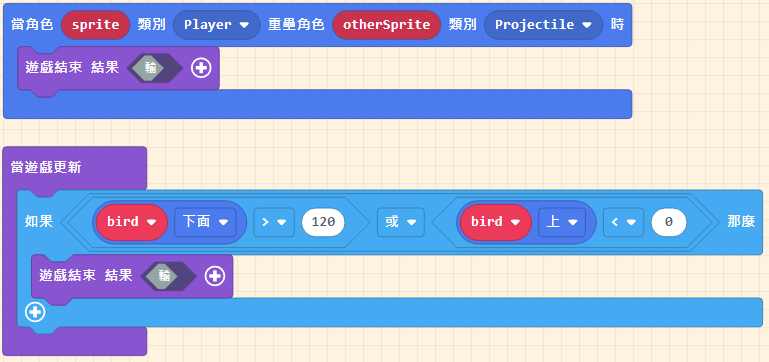 當角色 sprite 類別 Player 重疊角色 otherSprite 類別 Projectile 時
遊戲結束 結果 輸
當遊戲更新
如果 bird 下面 > 120 或 bird 上 < 0 那麼
遊戲結束 結果 輸